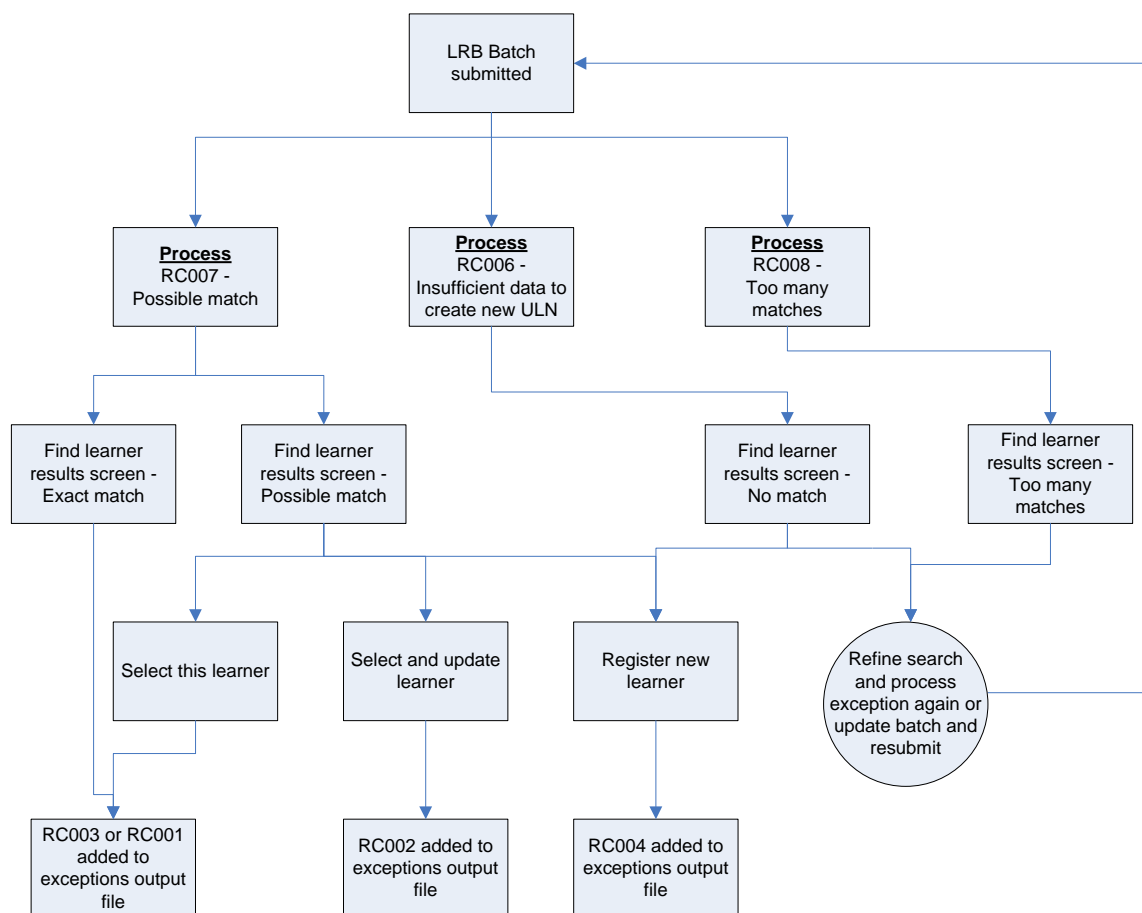 LRB Batch
submitted
Process
RC007 -
Possible match
Process
RC006 -
Insufficient data to
create new ULN
Process
RC008 -
Too many
matches
Find learner
results screen -
Exact match
Find learner
results screen -
Possible match
Find learner
results screen -
No match
Find learner
results screen -
Too many
matches
Select this learner
Select and update
learner
Register new
learner
Refine search
and process
exception again or
update batch and
resubmit
RC003 or RC001
added to
exceptions output
file
RC002 added to
exceptions output
file
RC004 added to
exceptions output
file